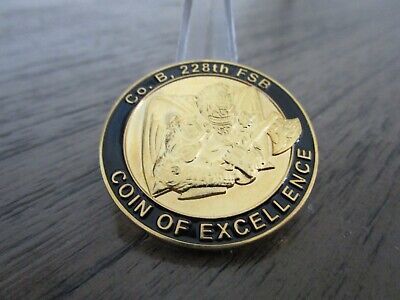 Co. B, 228th FSB
COIN OF EXCELLENCE